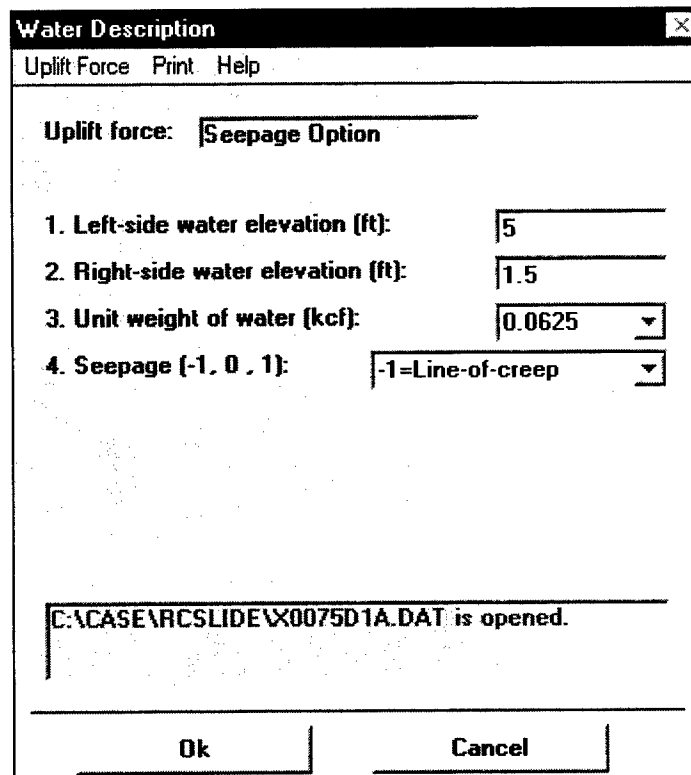 Water Description
Uplift Force Print Help
Uplift force: Seepage Option
1. Left-side water elevation (ft): 5
2. Right-side water elevation (ft): 1.5
3. Unit weight of water (kcf): 0.0625
4. Seepage (-1, 0 , 1): -1=Line-of-creep
C:\CASE\RCSLIDE\X0075D1A.DAT is opened.
Ok Cancel